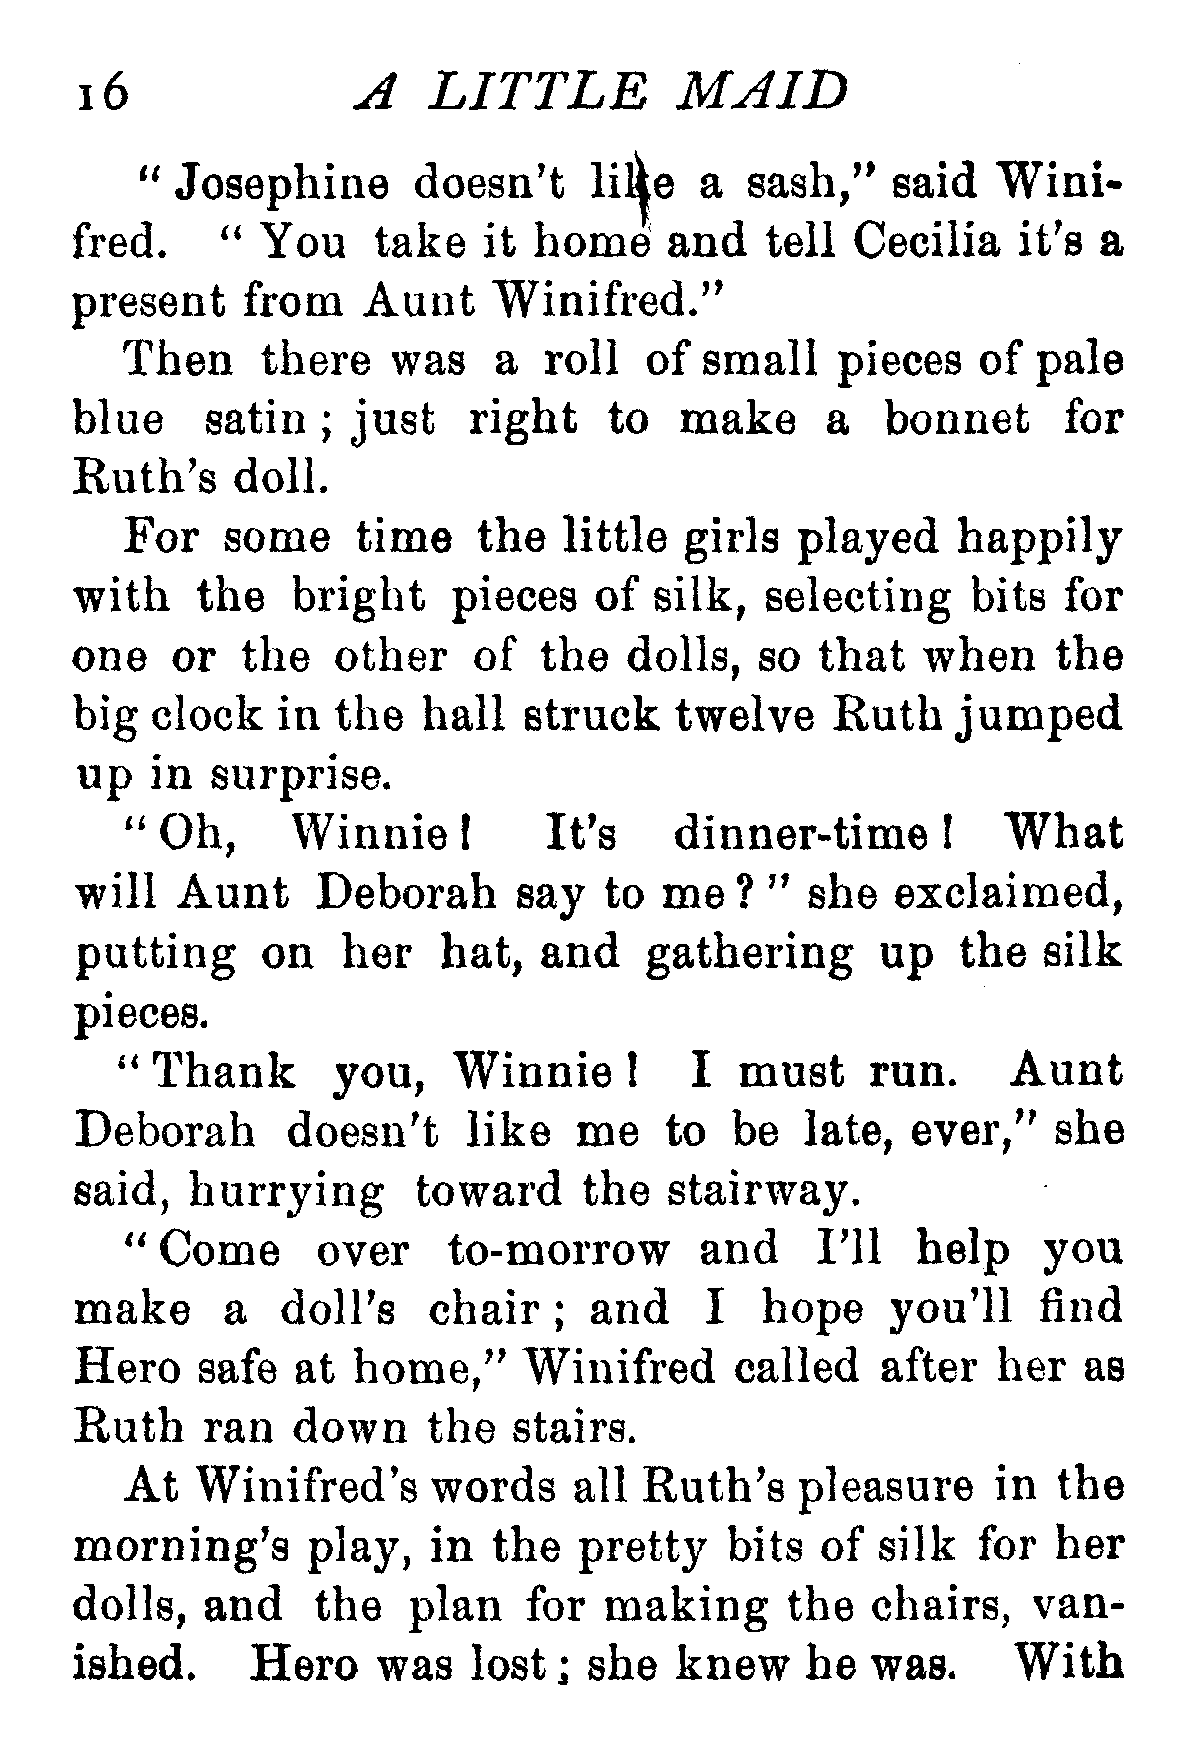 16 A LITTLE MAID
“ Josephine doesn’t like a sash,” said Wini-
fred. “ You take it home and tell Cecilia it’s a
present from Aunt Winifred.”
Then there was a roll of small pieces of pale
blue satin ; just right to make a bonnet for
Ruth’s doll.
For some time the little girls played happily
with the bright pieces of silk, selecting bits for
one or the other of the dolls, so that when the
big clock in the hall struck twelve Ruth jumped
up in surprise.
“ Oh, Winnie ! It’s dinner-time ! What
will Aunt Deborah say to me ? ” she exclaimed,
putting on her hat, and gathering up the silk
pieces.
“ Thank you, Winnie ! I must run. Aunt
Deborah doesn’t like me to be late, ever,” she
said, hurrying toward the stairway.
“ Come over to-morrow and I’ll help you
make a doll’s chair ; and I hope you’ll find
Hero safe at home,” Winifred called after her as
Ruth ran down the stairs.
At Winifred’s words all Ruth’s pleasure in the
morning’s play, in the pretty bits of silk for her
dolls, and the plan for making the chairs, van-
ished. Hero was lost ; she knew he was. With